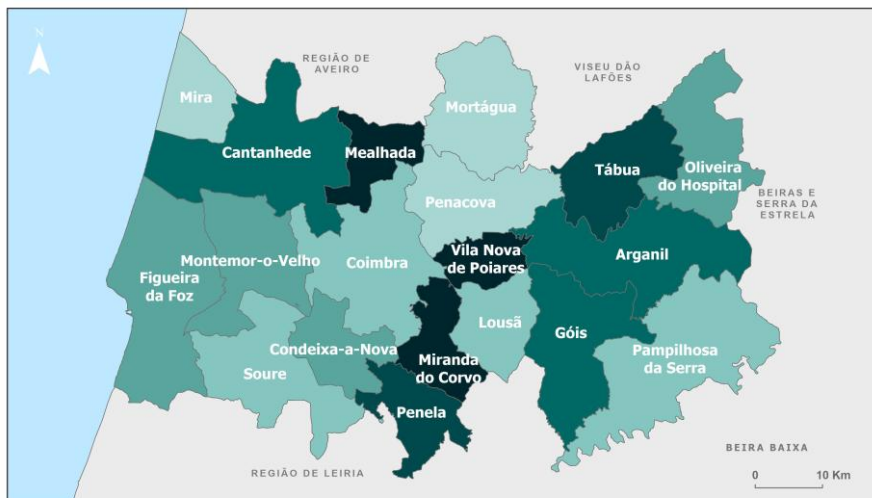 N
REGIÃO DE
AVEIRO
VISEU DÃO
LAFÕES
Mira
Mortágua
Cantanhede
Mealhada
Tábua
Oliveira
do Hospital
BEIRAS E
SERRA DA
ESTRELA
Penacova
Vila Nova
de Poiares
Arganil
Montemor-o-Velho
Coimbra
Figueira
da Foz
Lousã
Góis
Condeixa-a-Nova
Soure
Miranda
do Corvo
Pampilhosa
da Serra
Penela
BEIRA BAIXA
REGIÃO DE LEIRIA
0 10 Km